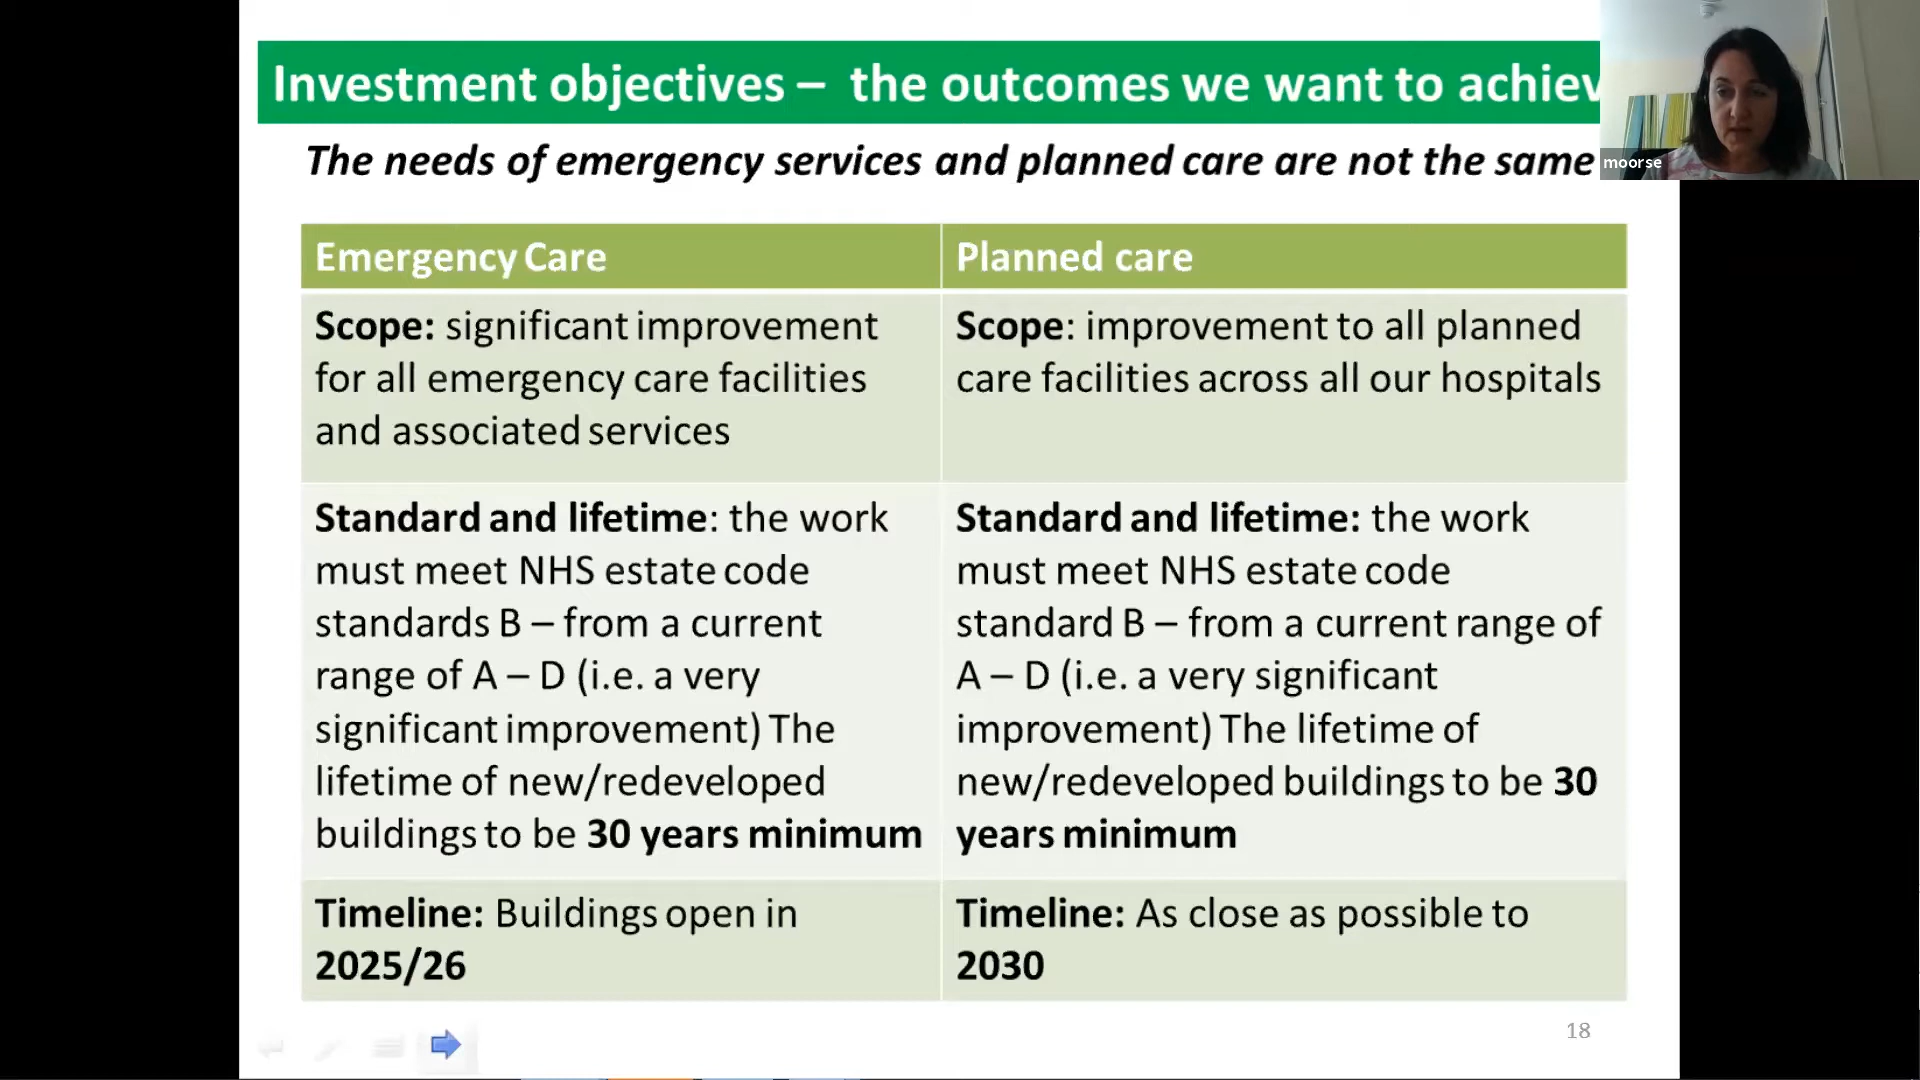 Investment objectives – the outcomes we want to achiev
The needs of emergency services and planned care are not the same
moorse
Emergency Care
Planned care
Scope: significant improvement
for all emergency care facilities
and associated services
Scope: improvement to all planned
care facilities across all our hospitals
Standard and lifetime: the work
must meet NHS estate code
standards B – from a current
range of A – D (i.e. a very
significant improvement) The
lifetime of new/redeveloped
buildings to be 30 years minimum
Standard and lifetime: the work
must meet NHS estate code
standard B – from a current range of
A – D (i.e. a very significant
improvement) The lifetime of
new/redeveloped buildings to be 30
years minimum
Timeline: Buildings open in
2025/26
Timeline: As close as possible to
2030
18